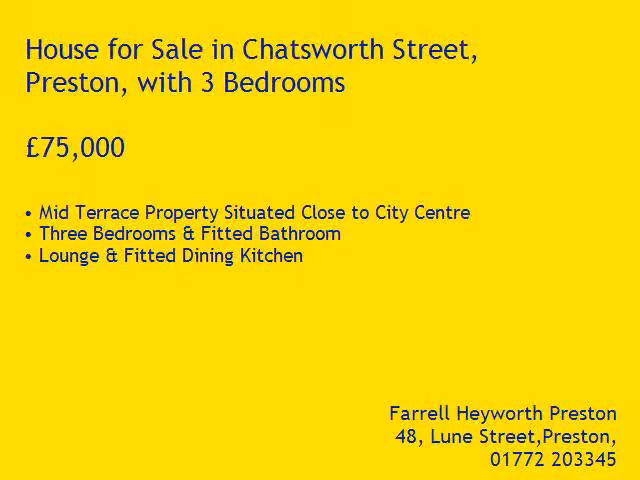 House for Sale in Chatsworth Street,
Preston, with 3 Bedrooms
£75,000
• Mid Terrace Property Situated Close to City Centre
• Three Bedrooms & Fitted Bathroom
• Lounge & Fitted Dining Kitchen
Farrell Heyworth Preston
48, Lune Street,Preston,
01772 203345